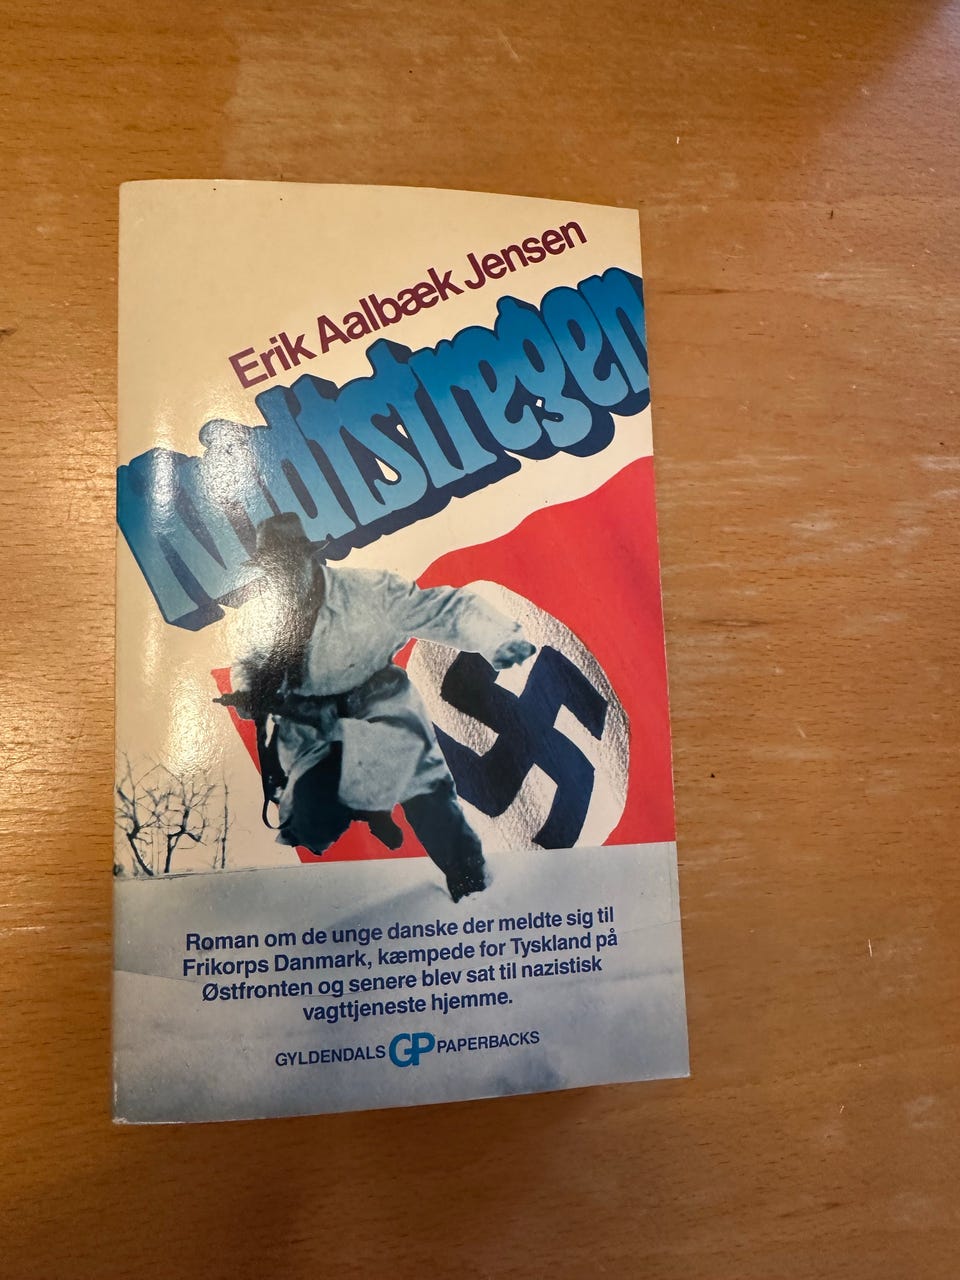 Erik Aalbæk Jensen
Midtstregen
Roman om de unge danske der meldte sig til
Frikorps Danmark, kæmpede for Tyskland på
Østfronten og senere blev sat til nazistisk
vagttjeneste hjemme.
GYLDENDALS GP PAPERBACKS